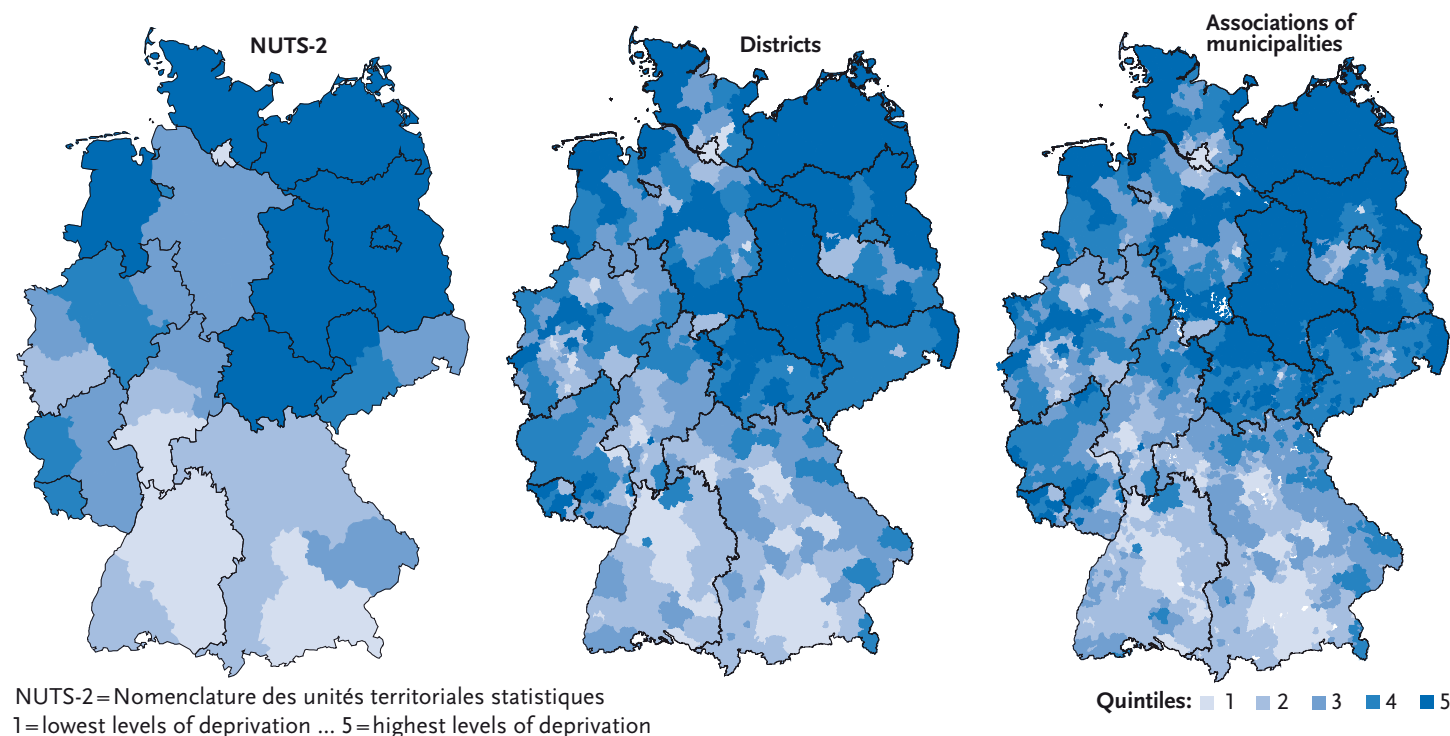 NUTS-2
Districts
Associations of
municipalities
NUTS-2=Nomenclature des unités territoriales statistiques
1=lowest levels of deprivation ... 5=highest levels of deprivation
Quintiles: 1 2 3 4 5